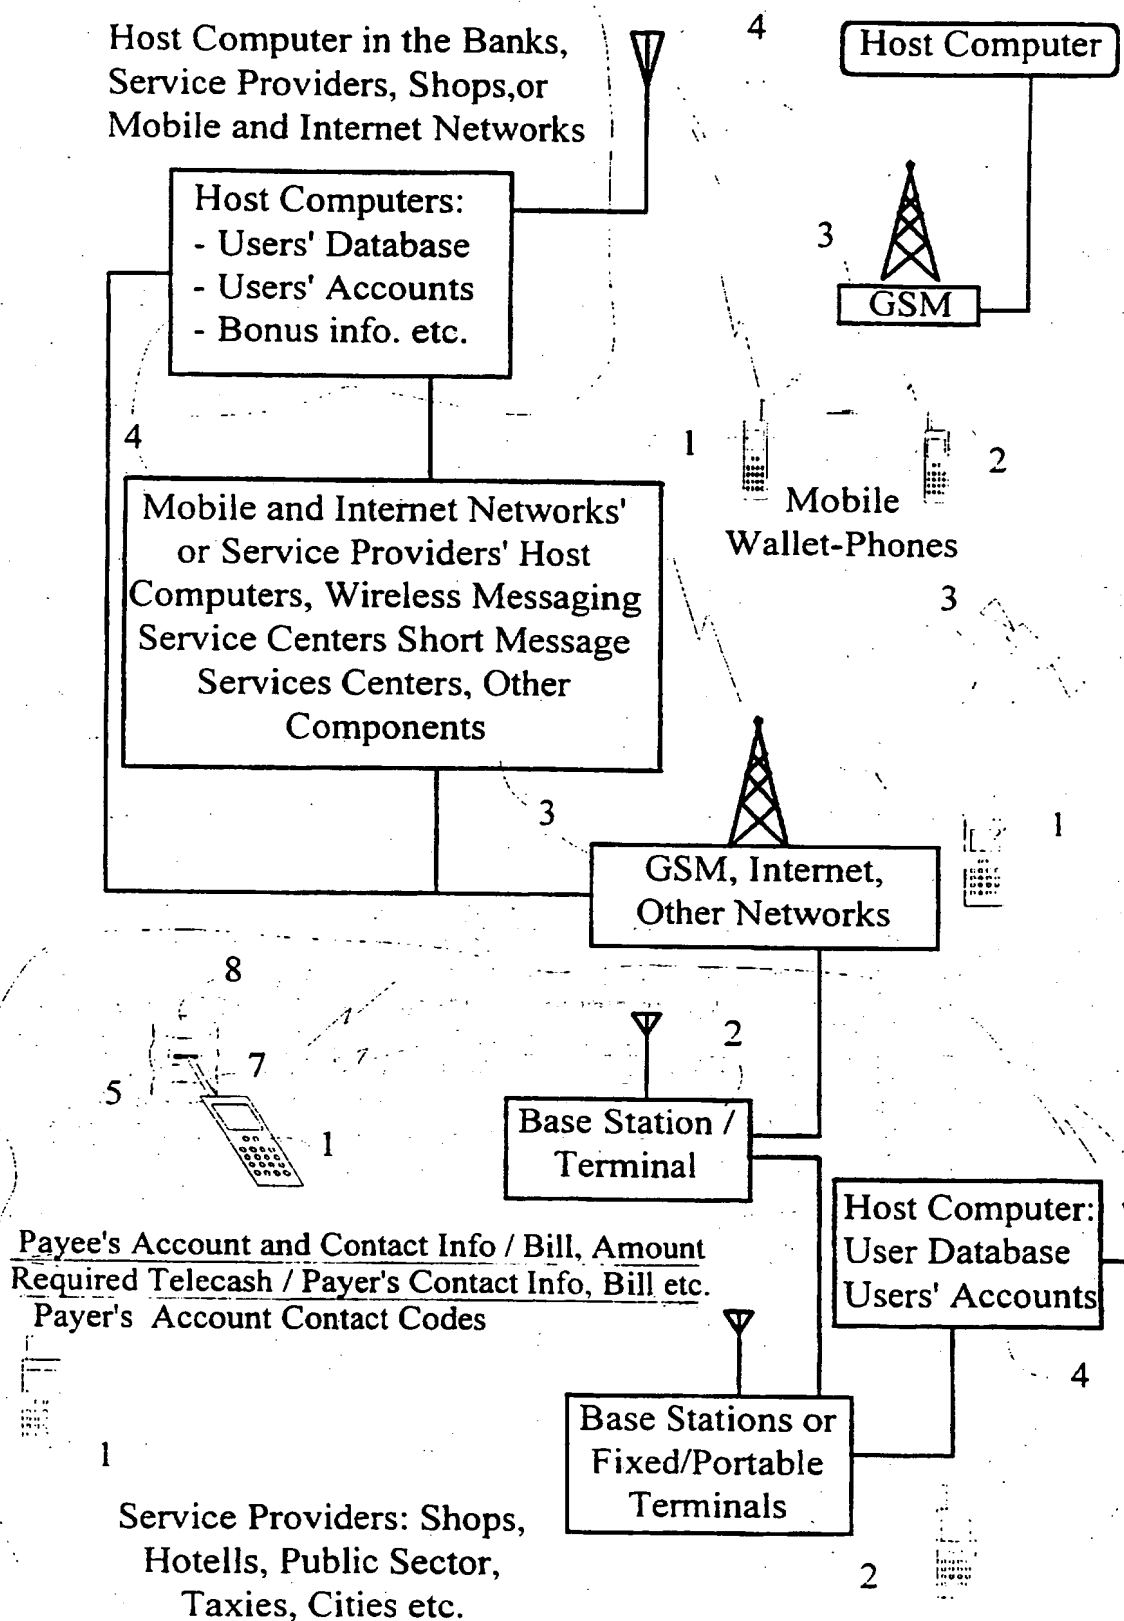 Host Computer in the Banks,
Service Providers, Shops,or
Mobile and Internet Networks
4
Host Computer
Host Computers:
- Users' Database
- Users' Accounts
- Bonus info. etc.
3
GSM
4
1
2
Mobile
Wallet-Phones
Mobile and Internet Networks'
or Service Providers' Host
Computers, Wireless Messaging
Service Centers Short Message
Services Centers, Other
Components
3
3
1
GSM, Internet,
Other Networks
8
7
5
1
2
Base Station /
Terminal
Host Computer:
User Database
Users' Accounts
Payee's Account and Contact Info / Bill, Amount
Required Telecash / Payer's Contact Info, Bill etc.
Payer's Account Contact Codes
4
1
Base Stations or
Fixed/Portable
Terminals
Service Providers: Shops,
Hotells, Public Sector,
Taxies, Cities etc.
2